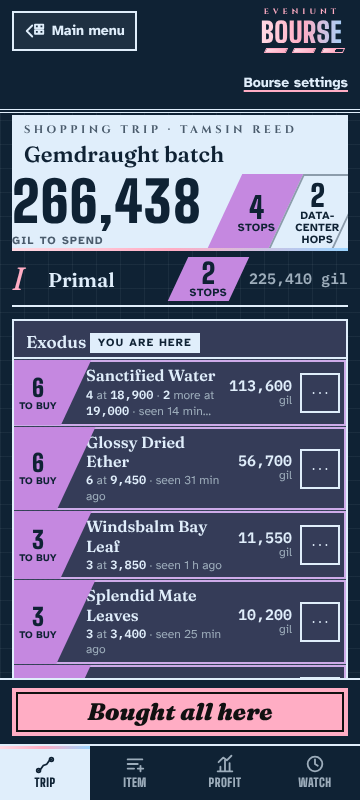 Main menu
EVENIUNT
BOURSE
Bourse settings
SHOPPING TRIP · TAMSIN REED
Gemdraught batch
266,438
GIL TO SPEND
4
STOPS
2
DATA-
CENTER
HOPS
I
Primal
2
STOPS
225,410 gil
Exodus
YOU ARE HERE
6
TO BUY
Sanctified Water
4 at 18,900 · 2 more at
19,000 · seen 14 min...
113,600
gil
...
6
TO BUY
Glossy Dried
Ether
6 at 9,450 · seen 31 min
ago
56,700
gil
...
3
TO BUY
Windsbalm Bay
Leaf
3 at 3,850 · seen 1 h ago
11,550
gil
...
3
TO BUY
Splendid Mate
Leaves
3 at 3,400 · seen 25 min
ago
10,200
gil
...
Bought all here
TRIP
ITEM
PROFIT
WATCH